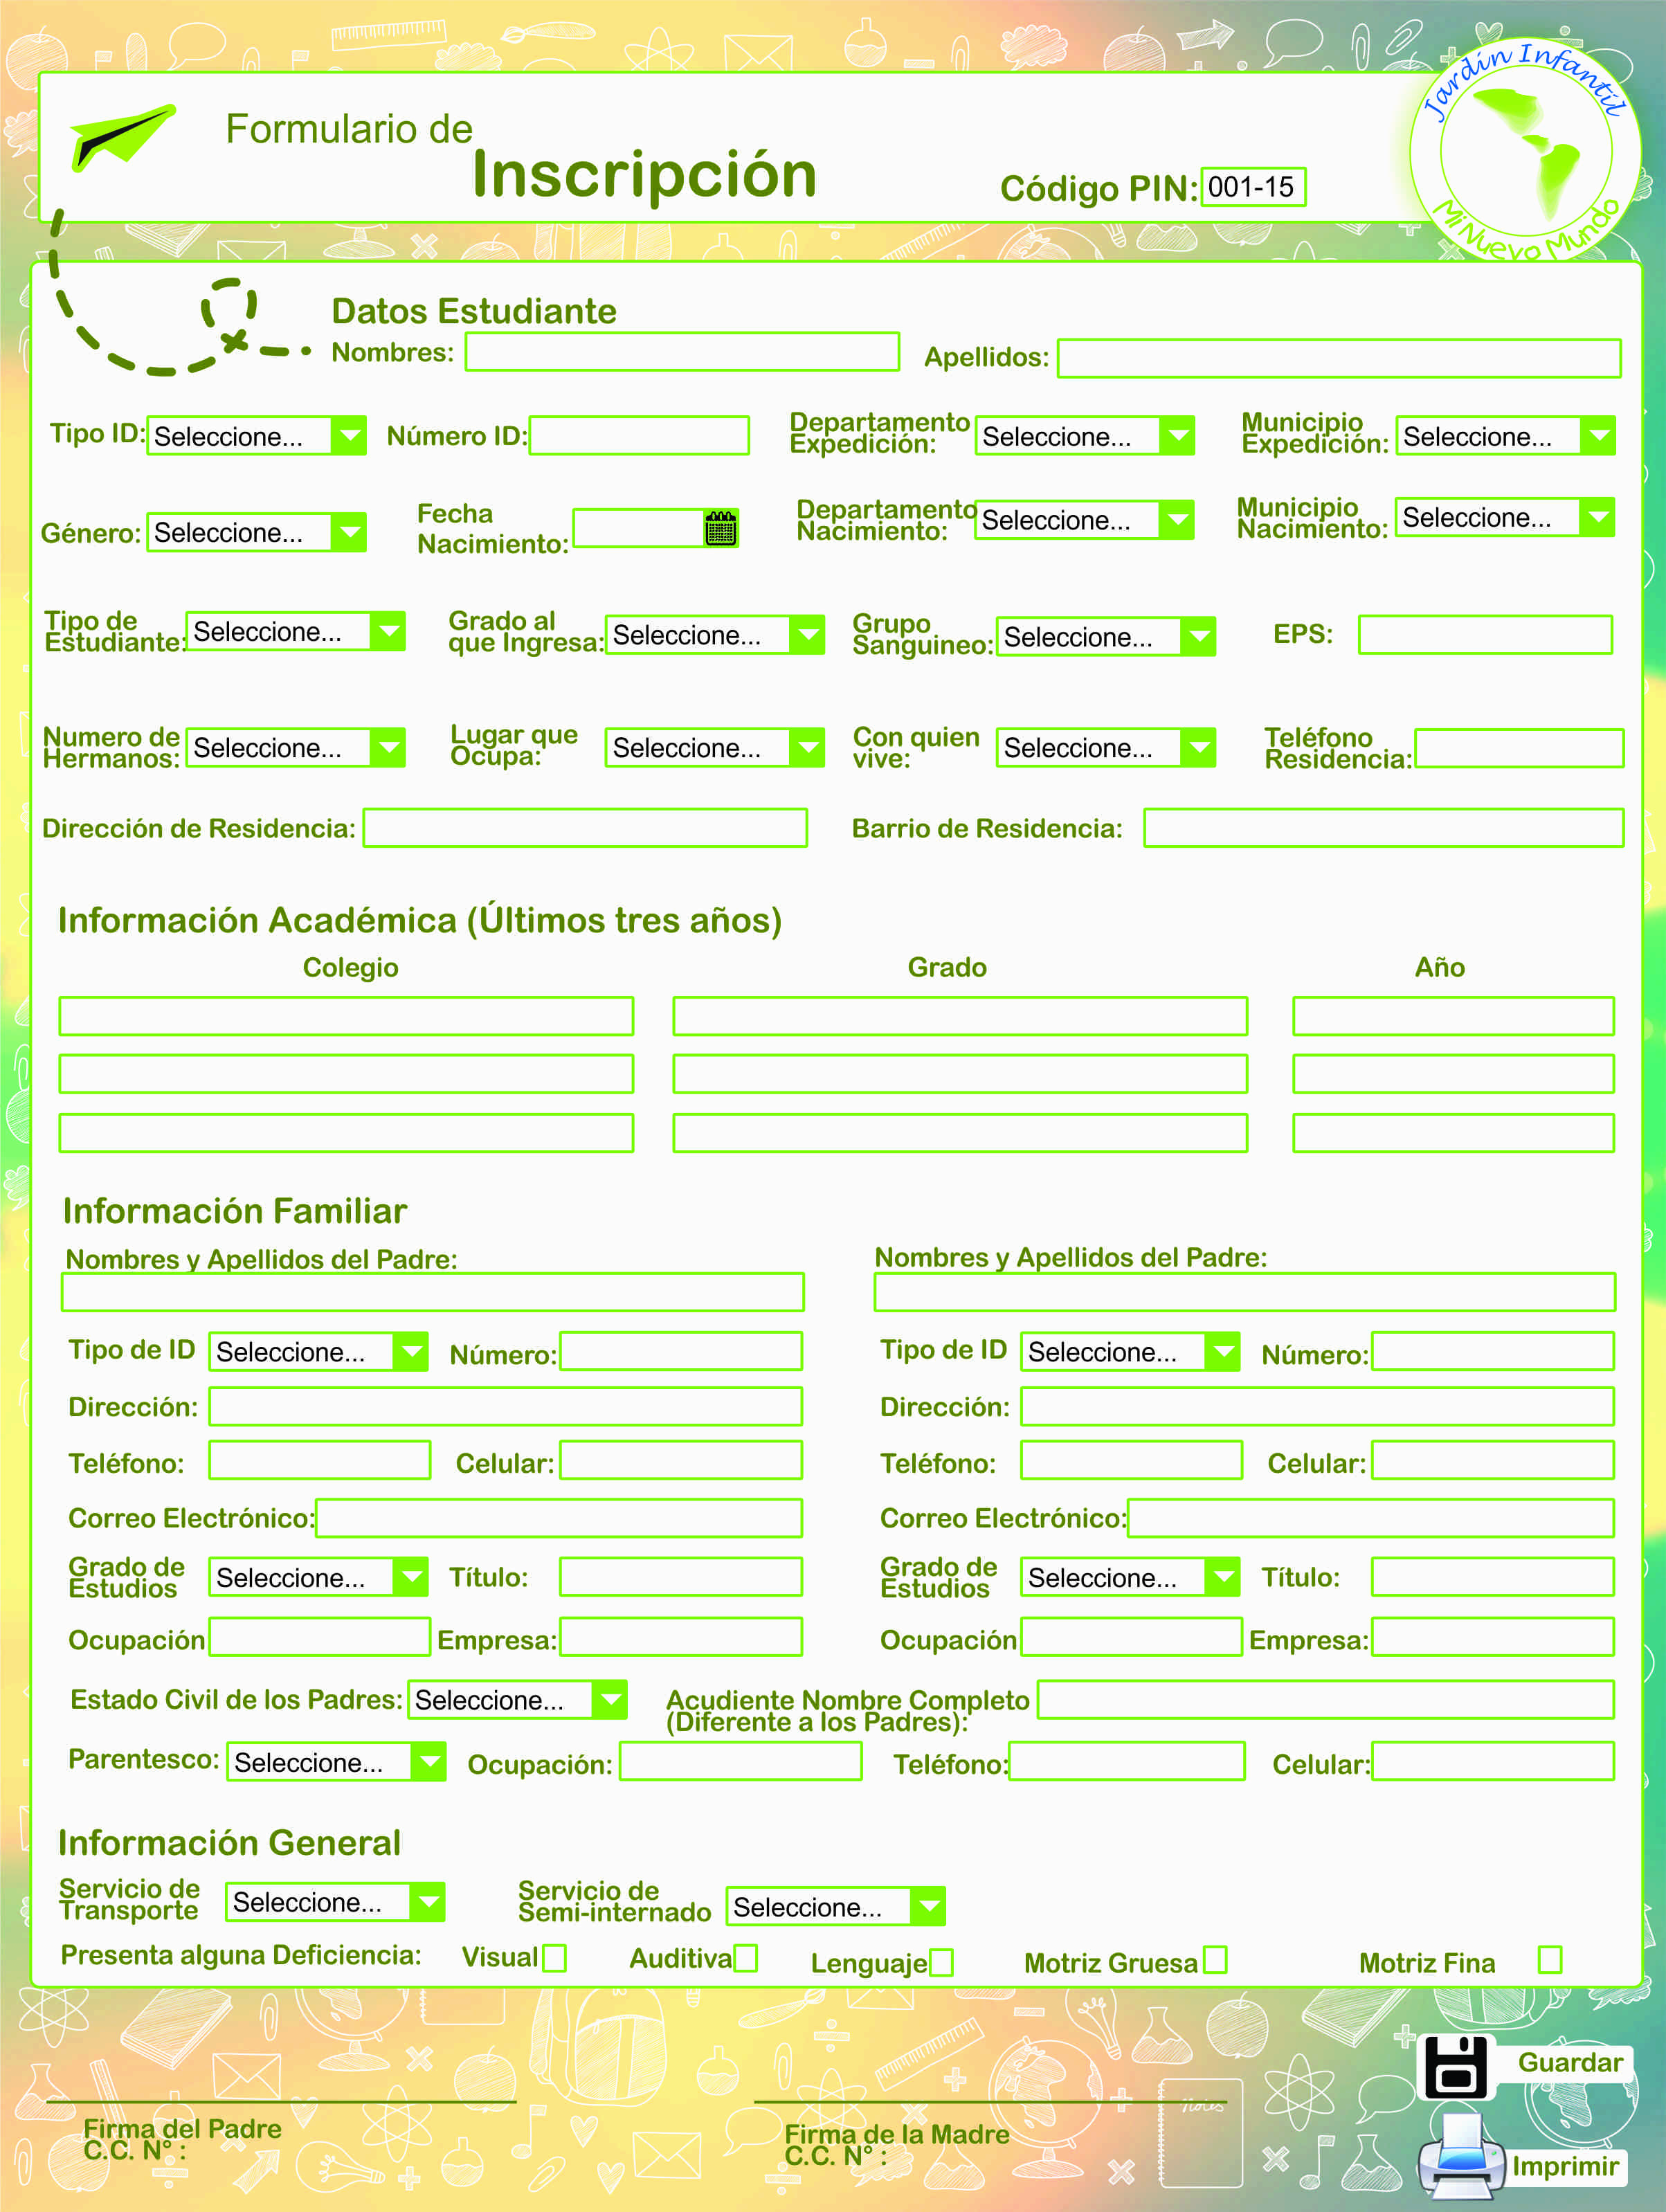 Jardín Infantil
Mi Nuevo Mundo
Formulario de
Inscripción
Código PIN: 001-15
Datos Estudiante
Nombres: Apellidos:
Tipo ID: Seleccione... Número ID: Departamento Expedición: Seleccione... Municipio Expedición: Seleccione...
Género: Seleccione... Fecha Nacimiento: Departamento Nacimiento: Seleccione... Municipio Nacimiento: Seleccione...
Tipo de Estudiante: Seleccione... Grado al que Ingresa: Seleccione... Grupo Sanguineo: Seleccione... EPS:
Numero de Hermanos: Seleccione... Lugar que Ocupa: Seleccione... Con quien vive: Seleccione... Teléfono Residencia:
Dirección de Residencia: Barrio de Residencia:
Información Académica (Últimos tres años)
Colegio Grado Año
Información Familiar
Nombres y Apellidos del Padre: Nombres y Apellidos del Padre:
Tipo de ID Seleccione... Número: Tipo de ID Seleccione... Número:
Dirección: Dirección:
Teléfono: Celular: Teléfono: Celular:
Correo Electrónico: Correo Electrónico:
Grado de Estudios Seleccione... Título: Grado de Estudios Seleccione... Título:
Ocupación Empresa: Ocupación Empresa:
Estado Civil de los Padres: Seleccione... Acudiente Nombre Completo (Diferente a los Padres):
Parentesco: Seleccione... Ocupación: Teléfono: Celular:
Información General
Servicio de Transporte Seleccione... Servicio de Semi-internado Seleccione...
Presenta alguna Deficiencia: Visual Auditiva Lenguaje Motriz Gruesa Motriz Fina
Guardar
notes
Firma del Padre
C.C. N° :
Firma de la Madre
C.C. N° :
Imprimir